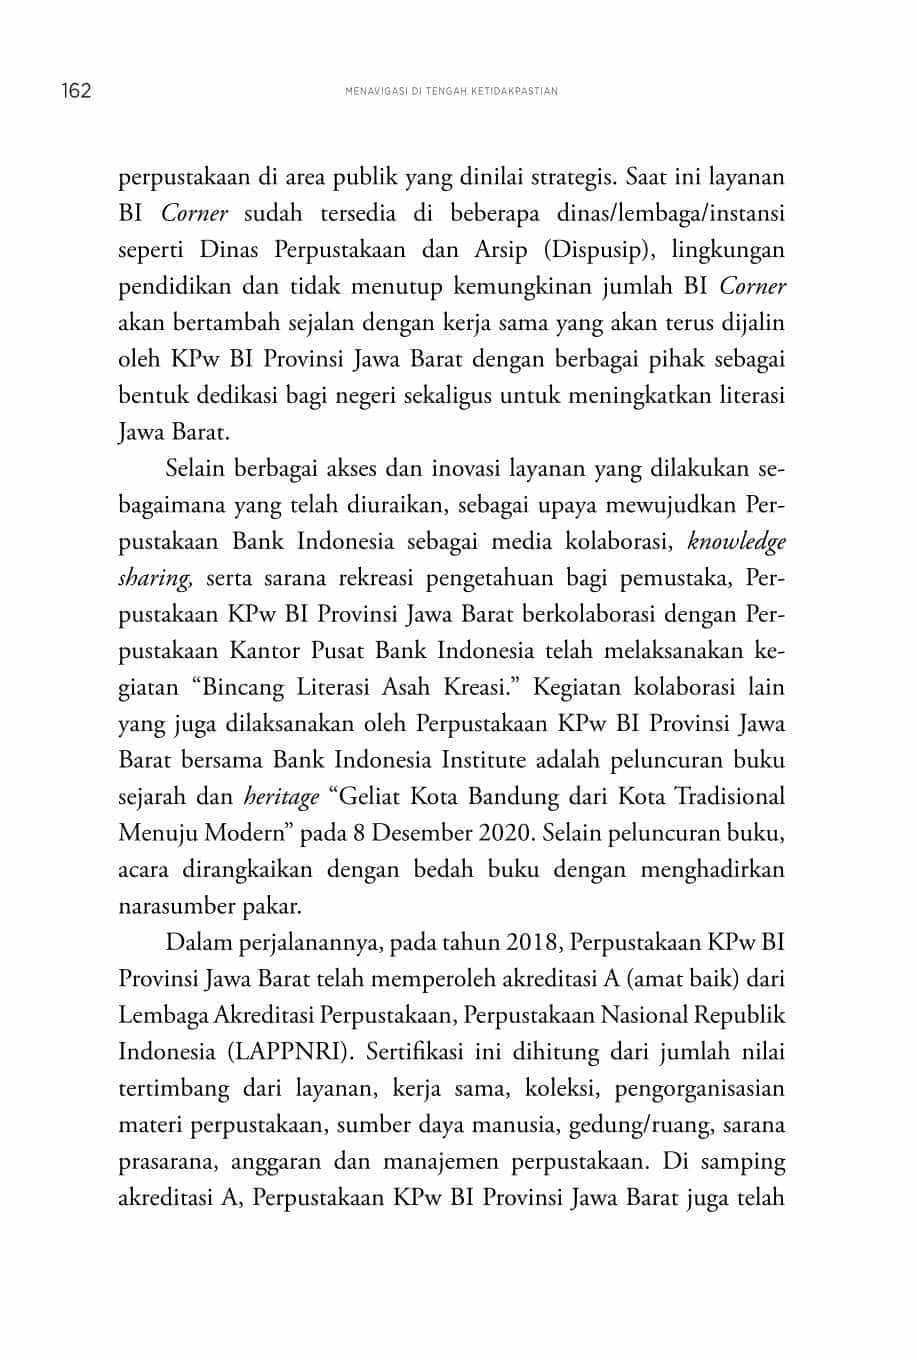 162
MENAVIGASI DI TENGAH KETIDAKPASTIAN
perpustakaan di area publik yang dinilai strategis. Saat ini layanan
BI Corner sudah tersedia di beberapa dinas/lembaga/instansi
seperti Dinas Perpustakaan dan Arsip (Dispusip), lingkungan
pendidikan dan tidak menutup kemungkinan jumlah BI Corner
akan bertambah sejalan dengan kerja sama yang akan terus dijalin
oleh KPw BI Provinsi Jawa Barat dengan berbagai pihak sebagai
bentuk dedikasi bagi negeri sekaligus untuk meningkatkan literasi
Jawa Barat.
Selain berbagai akses dan inovasi layanan yang dilakukan se-
bagaimana yang telah diuraikan, sebagai upaya mewujudkan Per-
pustakaan Bank Indonesia sebagai media kolaborasi, knowledge
sharing, serta sarana rekreasi pengetahuan bagi pemustaka, Per-
pustakaan KPw BI Provinsi Jawa Barat berkolaborasi dengan Per-
pustakaan Kantor Pusat Bank Indonesia telah melaksanakan ke-
giatan “Bincang Literasi Asah Kreasi.” Kegiatan kolaborasi lain
yang juga dilaksanakan oleh Perpustakaan KPw BI Provinsi Jawa
Barat bersama Bank Indonesia Institute adalah peluncuran buku
sejarah dan heritage “Geliat Kota Bandung dari Kota Tradisional
Menuju Modern” pada 8 Desember 2020. Selain peluncuran buku,
acara dirangkaikan dengan bedah buku dengan menghadirkan
narasumber pakar.
Dalam perjalanannya, pada tahun 2018, Perpustakaan KPw BI
Provinsi Jawa Barat telah memperoleh akreditasi A (amat baik) dari
Lembaga Akreditasi Perpustakaan, Perpustakaan Nasional Republik
Indonesia (LAPPNRI). Sertifikasi ini dihitung dari jumlah nilai
tertimbang dari layanan, kerja sama, koleksi, pengorganisasian
materi perpustakaan, sumber daya manusia, gedung/ruang, sarana
prasarana, anggaran dan manajemen perpustakaan. Di samping
akreditasi A, Perpustakaan KPw BI Provinsi Jawa Barat juga telah